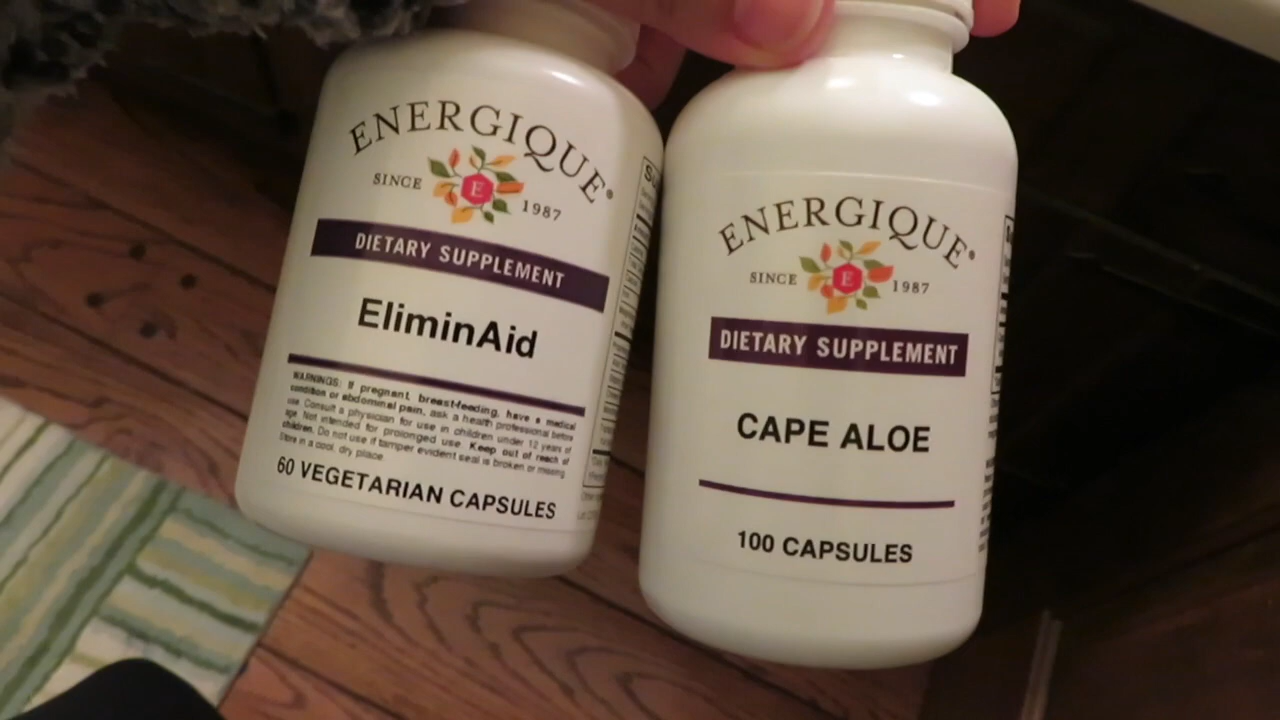 ENERGIQUE®
SINCE E 1987
DIETARY SUPPLEMENT
EliminAid
WARNINGS: If pregnant, breast-feeding, have a medical
condition or abdominal pain, ask a health professional before
use. Consult a physician for use in children under 12 years of
age. Not intended for prolonged use. Keep out of reach of
children. Do not use if tamper evident seal is broken or missing.
Store in a cool, dry place.
60 VEGETARIAN CAPSULES
ENERGIQUE®
SINCE E 1987
DIETARY SUPPLEMENT
CAPE ALOE
100 CAPSULES